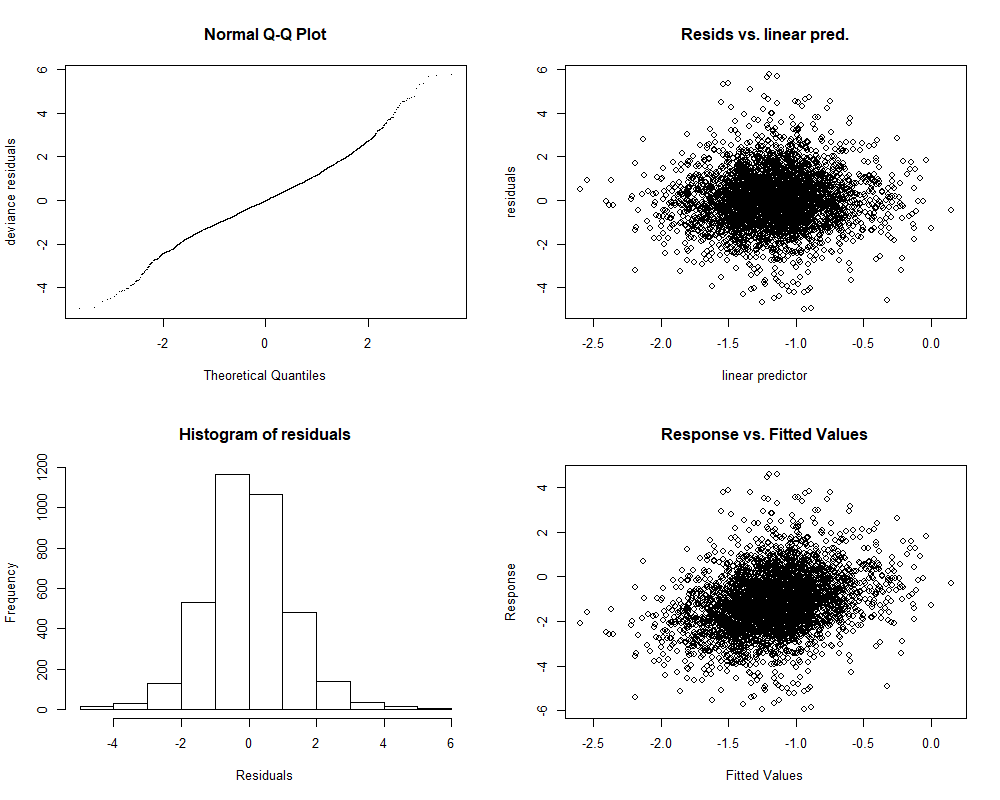 Normal Q-Q Plot
deviance residuals
6
4
2
0
-2
-4
-2
0
2
Theoretical Quantiles
Resids vs. linear pred.
residuals
6
4
2
0
-2
-4
-2.5 -2.0 -1.5 -1.0 -0.5 0.0
linear predictor
Histogram of residuals
Frequency
1200
1000
800
600
400
200
0
-4 -2 0 2 4 6
Residuals
Response vs. Fitted Values
Response
4
2
0
-2
-4
-6
-2.5 -2.0 -1.5 -1.0 -0.5 0.0
Fitted Values